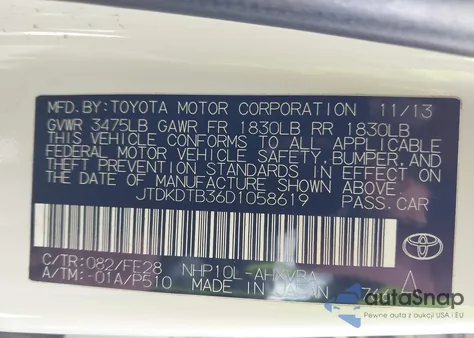 MFD.BY:TOYOTA MOTOR CORPORATION 11/13
GVWR 3475LB GAWR FR 1830LB RR 1830LB
THIS VEHICLE CONFORMS TO ALL APPLICABLE
FEDERAL MOTOR VEHICLE SAFETY, BUMPER, AND
THEFT PREVENTION STANDARDS IN EFFECT ON
THE DATE OF MANUFACTURE SHOWN ABOVE.
JTDKDTB36D1058619 PASS.CAR
C/TR:082/FE28 NHP10L-AHXVBA
A/TM:-01A/P510 MADE IN JAPAN
TOYOTA
autaSnap
Pewne auta z aukcji USA i EU